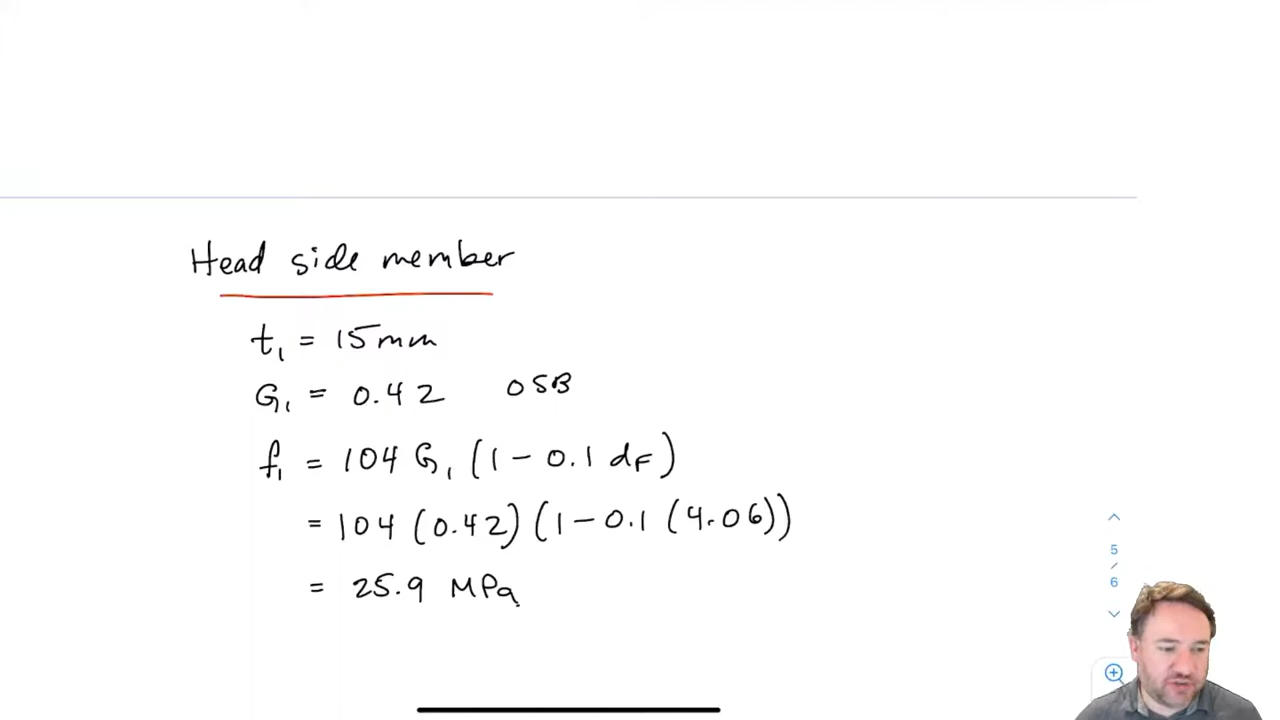 Head side member
t₁ = 15mm
G₁ = 0.42 OSB
f₁ = 104 G₁ (1 - 0.1 dF)
= 104 (0.42) (1 - 0.1 (4.06))
= 25.9 MPa
5
/
6